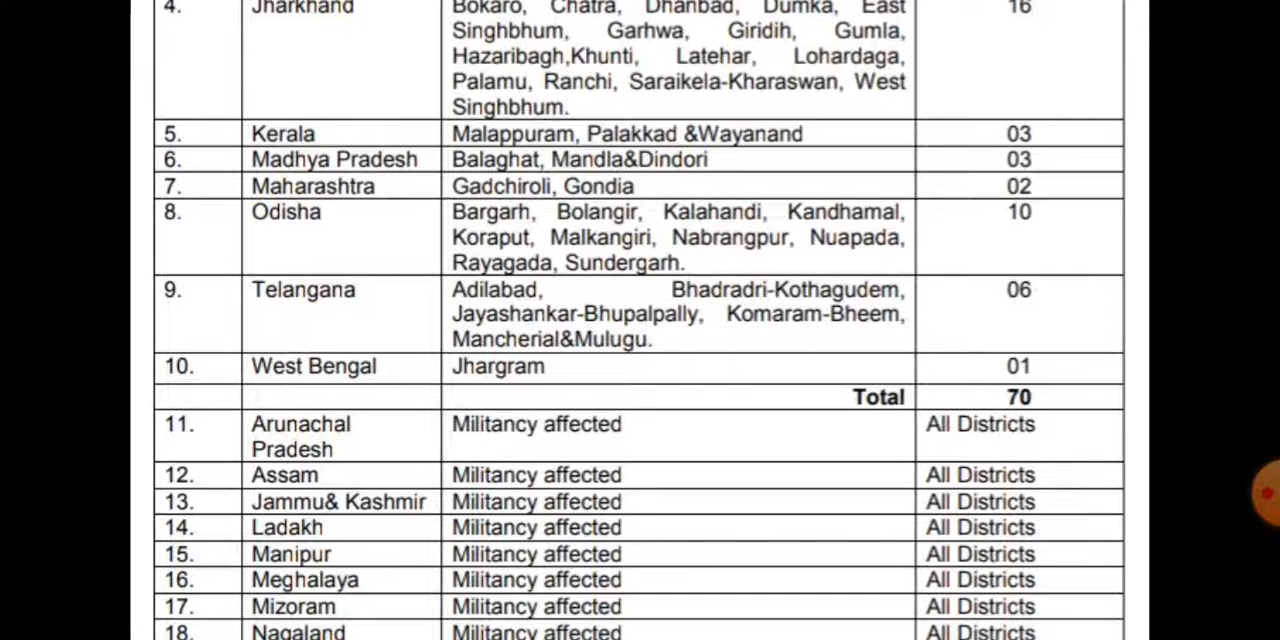 4. Jharkhand Bokaro, Chatra, Dhanbad, Dumka, East 16
Singhbhum, Garhwa, Giridih, Gumla,
Hazaribagh,Khunti, Latehar, Lohardaga,
Palamu, Ranchi, Saraikela-Kharaswan, West
Singhbhum.
5. Kerala Malappuram, Palakkad &Wayanand 03
6. Madhya Pradesh Balaghat, Mandla&Dindori 03
7. Maharashtra Gadchiroli, Gondia 02
8. Odisha Bargarh, Bolangir, Kalahandi, Kandhamal, 10
Koraput, Malkangiri, Nabrangpur, Nuapada,
Rayagada, Sundergarh.
9. Telangana Adilabad, Bhadradri-Kothagudem, 06
Jayashankar-Bhupalpally, Komaram-Bheem,
Mancherial&Mulugu.
10. West Bengal Jhargram 01
Total 70
11. Arunachal Militancy affected All Districts
Pradesh
12. Assam Militancy affected All Districts
13. Jammu& Kashmir Militancy affected All Districts
14. Ladakh Militancy affected All Districts
15. Manipur Militancy affected All Districts
16. Meghalaya Militancy affected All Districts
17. Mizoram Militancy affected All Districts
18. Nagaland Militancy affected All Districts